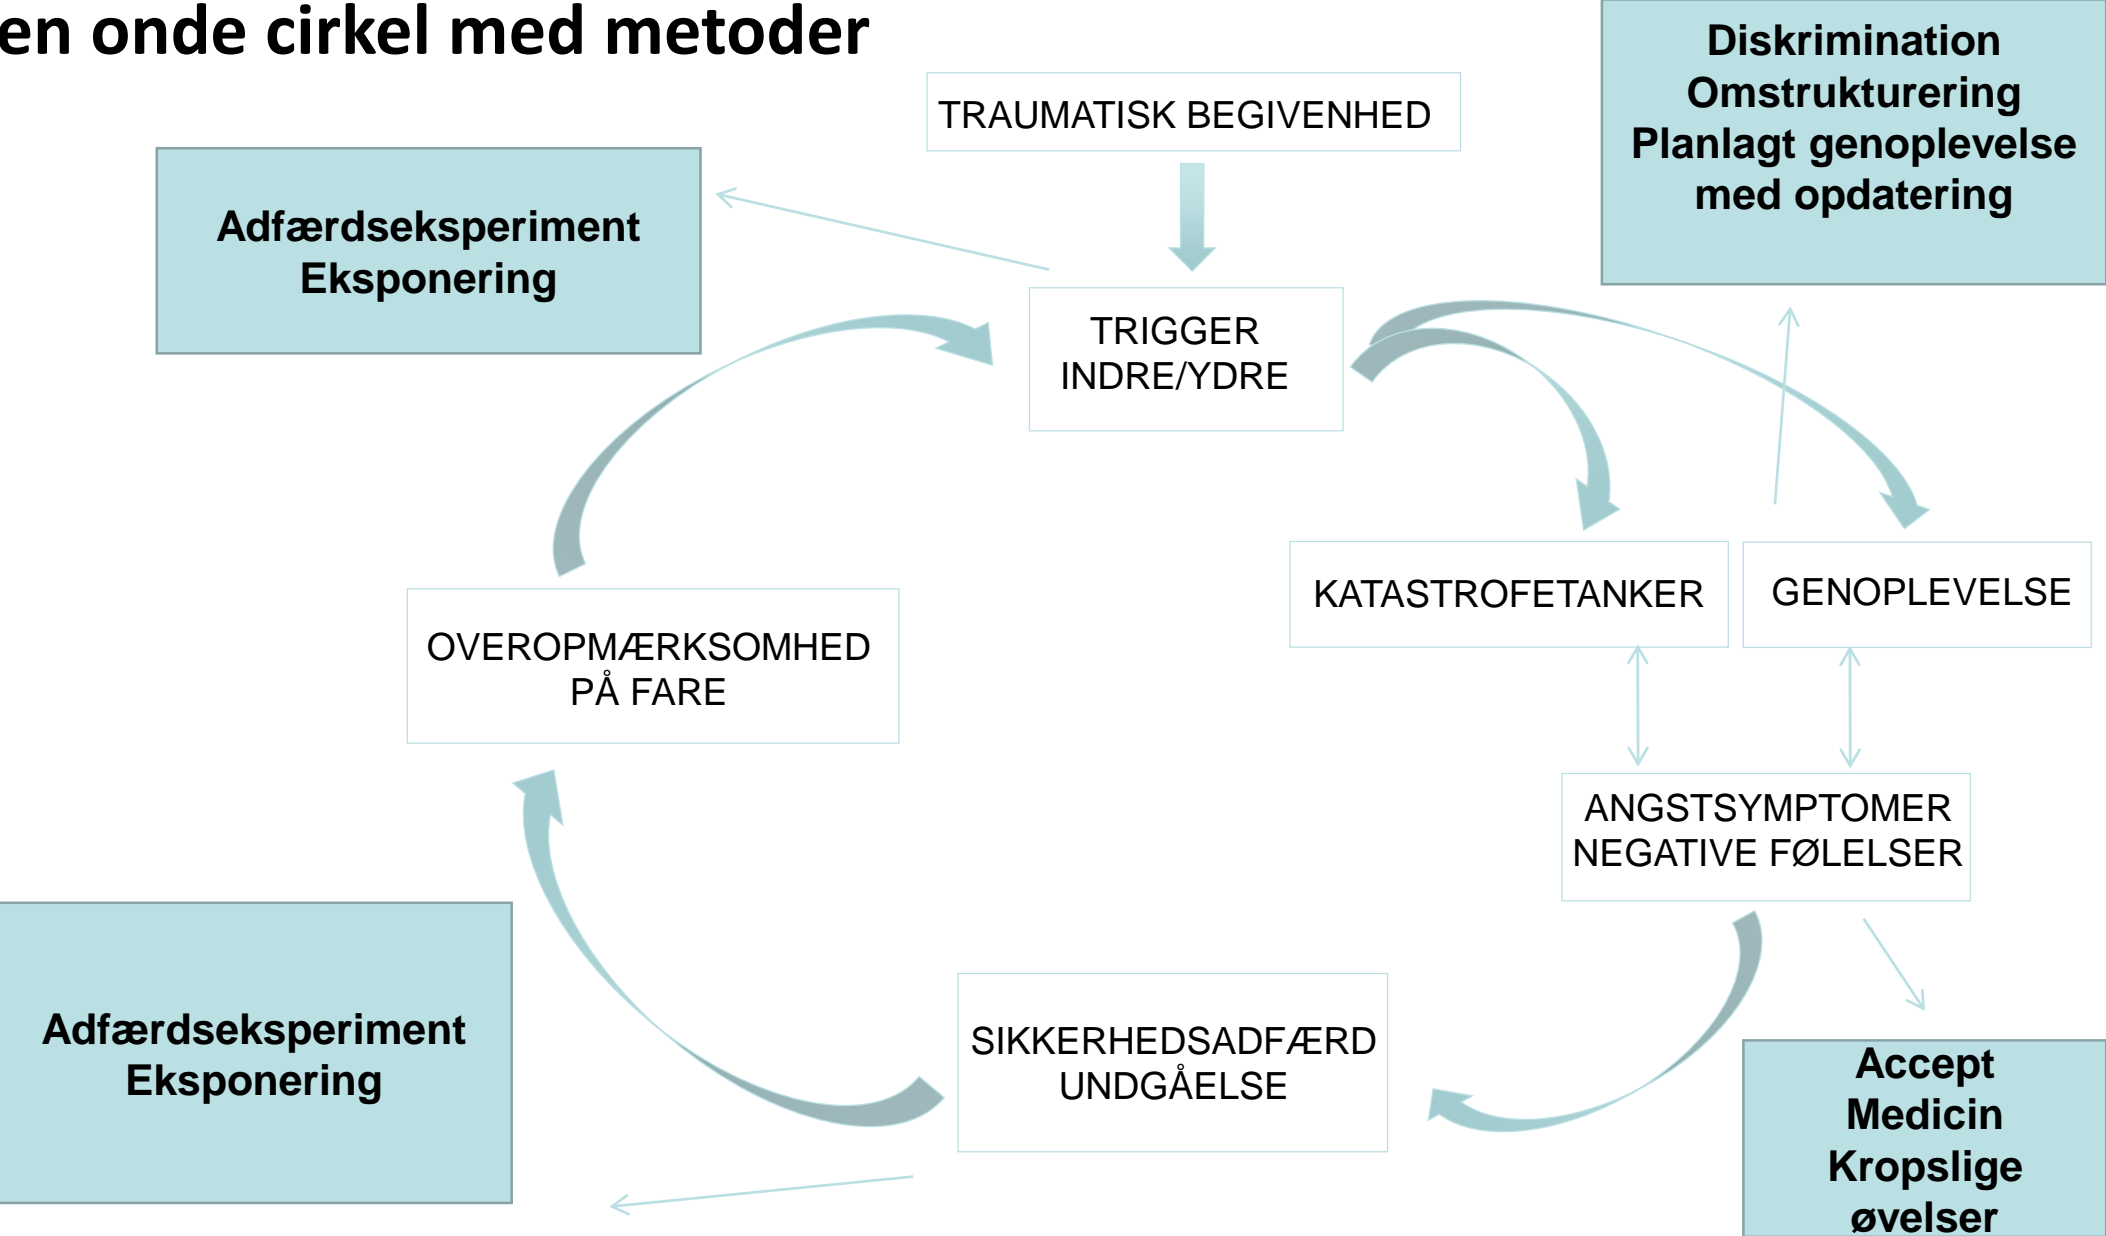 en onde cirkel med metoder
TRAUMATISK BEGIVENHED
Diskrimination
Omstrukturering
Planlagt genoplevelse
med opdatering
Adfærdseksperiment
Eksponering
TRIGGER
INDRE/YDRE
KATASTROFETANKER
GENOPLEVELSE
OVEROPMÆRKSOMHED
PÅ FARE
ANGSTSYMPTOMER
NEGATIVE FØLELSER
SIKKERHEDSADFÆRD
UNDGÅELSE
Adfærdseksperiment
Eksponering
Accept
Medicin
Kropslige
øvelser